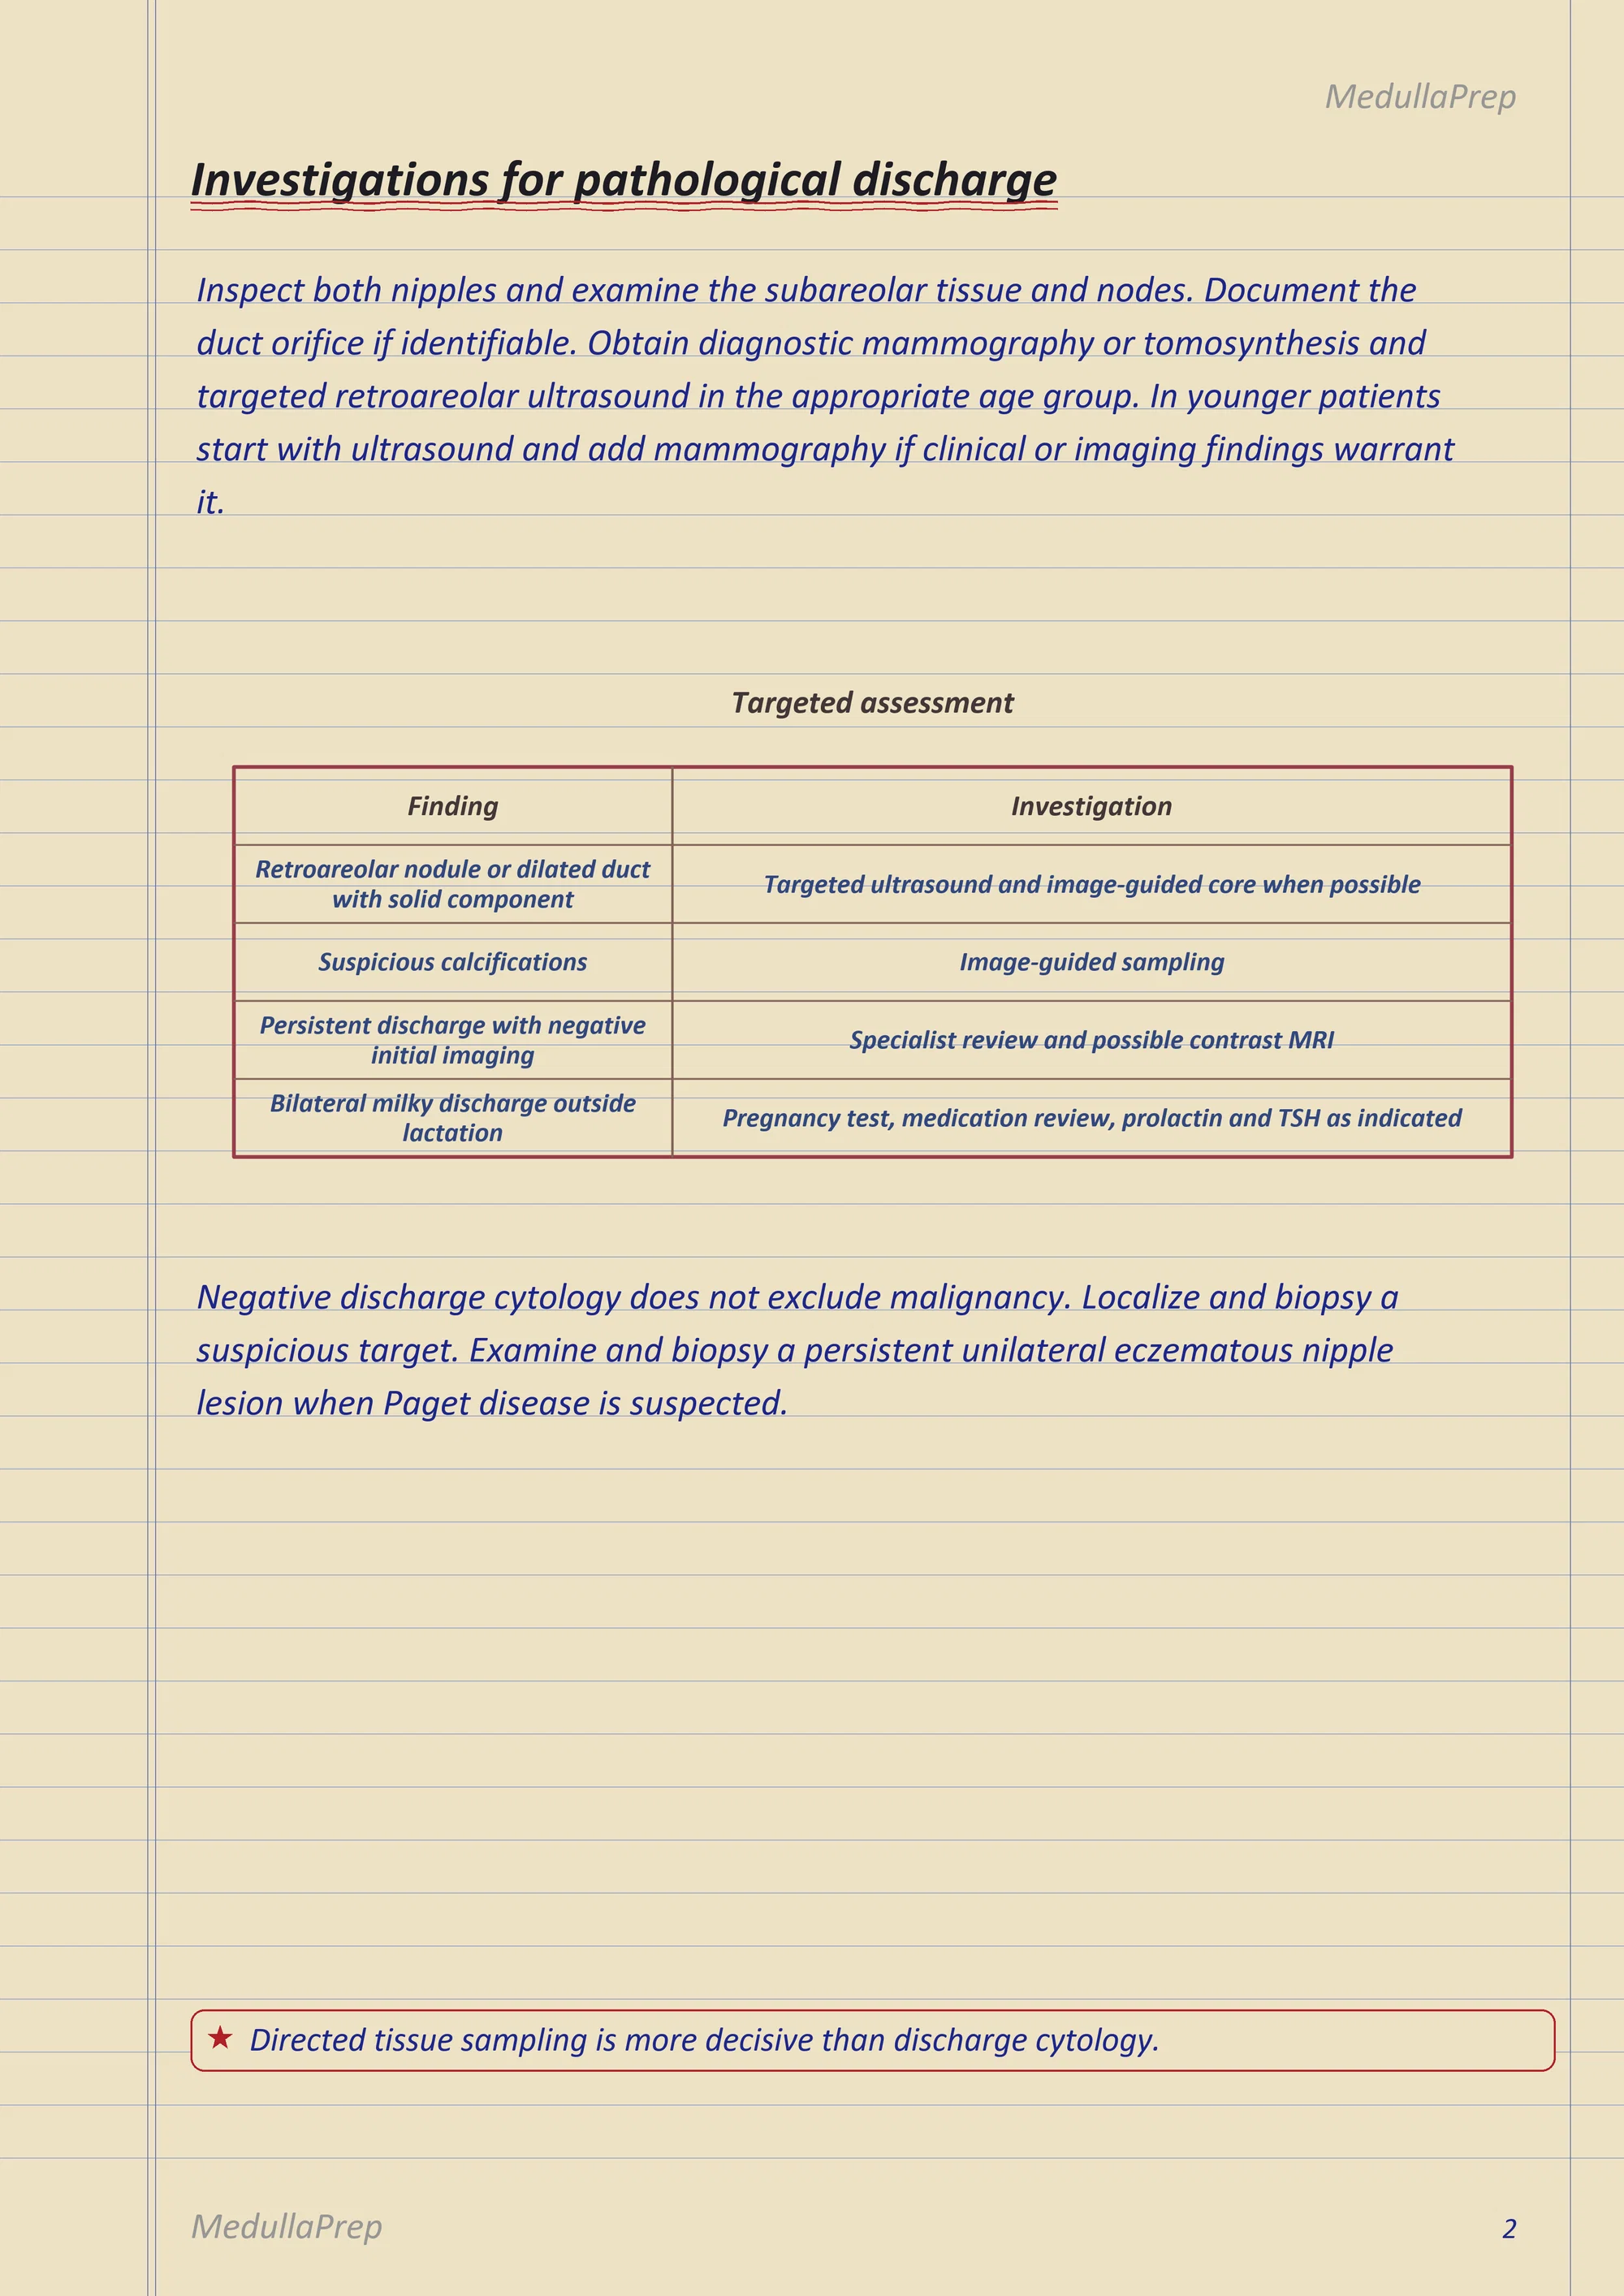 MedullaPrep
Investigations for pathological discharge
Inspect both nipples and examine the subareolar tissue and nodes. Document the
duct orifice if identifiable. Obtain diagnostic mammography or tomosynthesis and
targeted retroareolar ultrasound in the appropriate age group. In younger patients
start with ultrasound and add mammography if clinical or imaging findings warrant
it.
Targeted assessment
Finding
Investigation
Retroareolar nodule or dilated duct
with solid component
Targeted ultrasound and image-guided core when possible
Suspicious calcifications
Image-guided sampling
Persistent discharge with negative
initial imaging
Specialist review and possible contrast MRI
Bilateral milky discharge outside
lactation
Pregnancy test, medication review, prolactin and TSH as indicated
Negative discharge cytology does not exclude malignancy. Localize and biopsy a
suspicious target. Examine and biopsy a persistent unilateral eczematous nipple
lesion when Paget disease is suspected.
★ Directed tissue sampling is more decisive than discharge cytology.
MedullaPrep
2